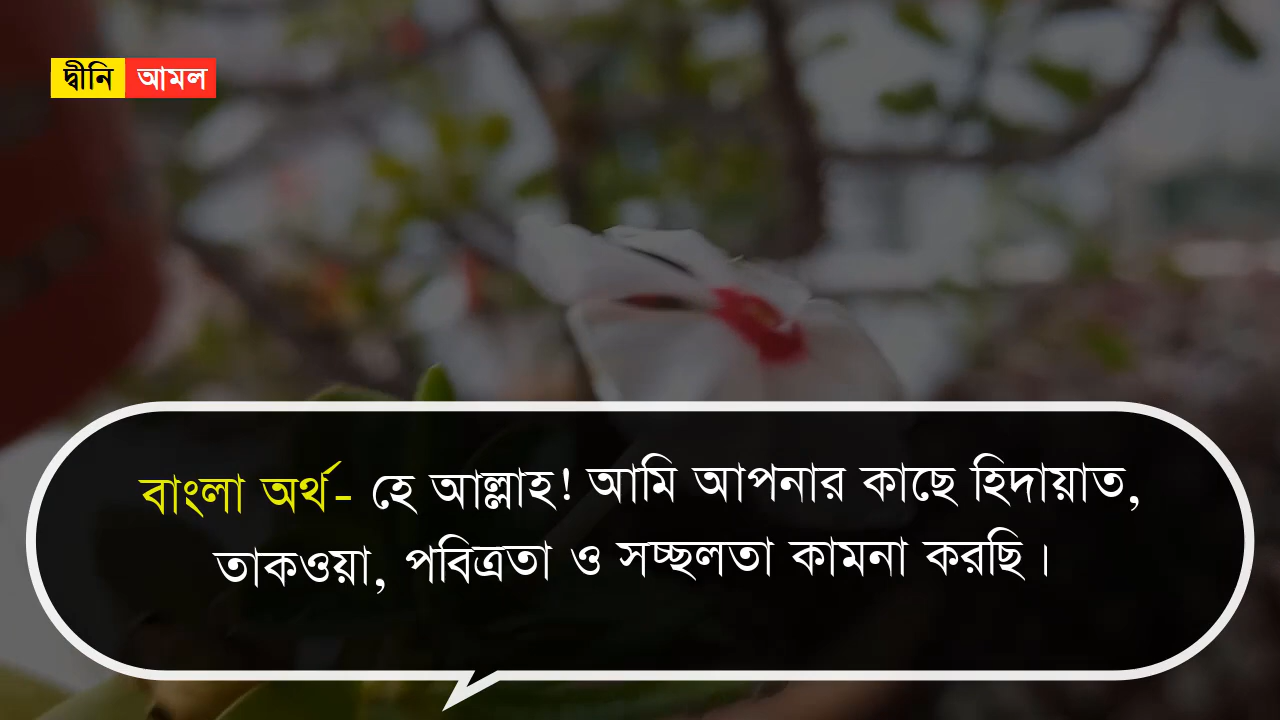 দ্বীনি আমল
বাংলা অর্থ- হে আল্লাহ! আমি আপনার কাছে হিদায়াত,
তাকওয়া, পবিত্রতা ও সচ্ছলতা কামনা করছি।